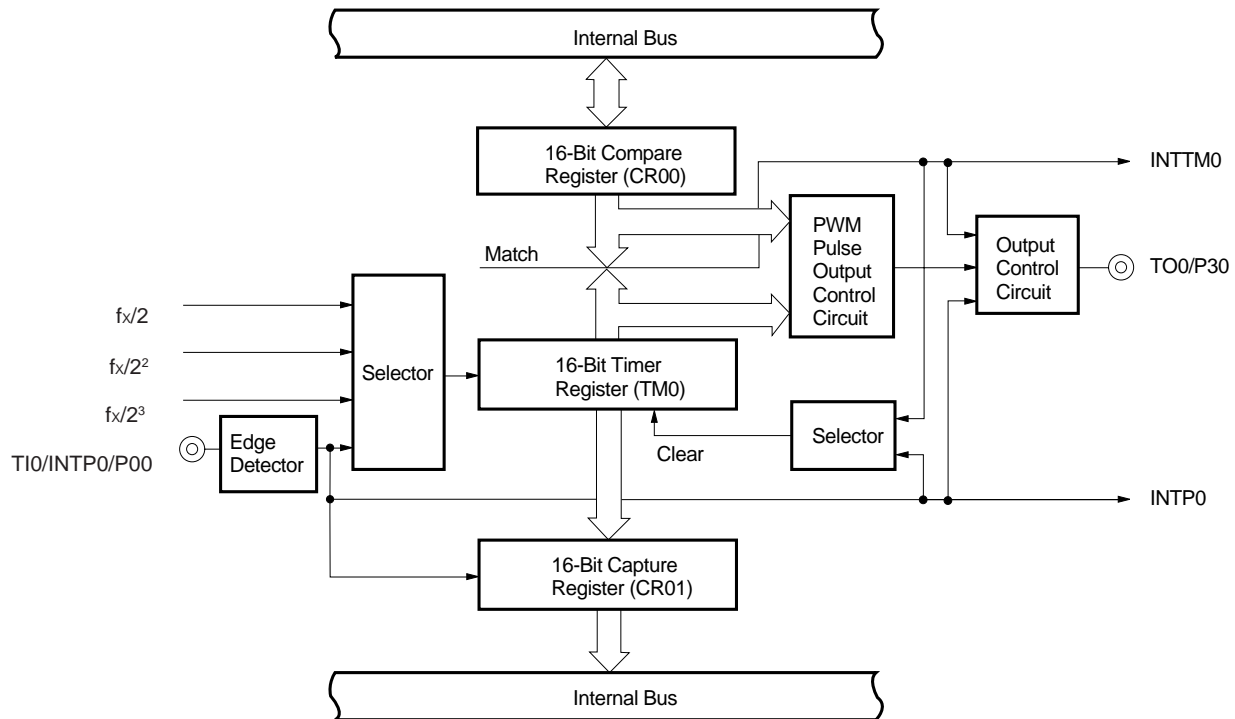 Internal Bus
16-Bit Compare
Register (CR00)
INTTM0
PWM
Pulse
Output
Control
Circuit
Output
Control
Circuit
TO0/P30
Match
fX/2
fX/2²
fX/2³
Selector
16-Bit Timer
Register (TM0)
Selector
Clear
TI0/INTP0/P00
Edge
Detector
INTP0
16-Bit Capture
Register (CR01)
Internal Bus